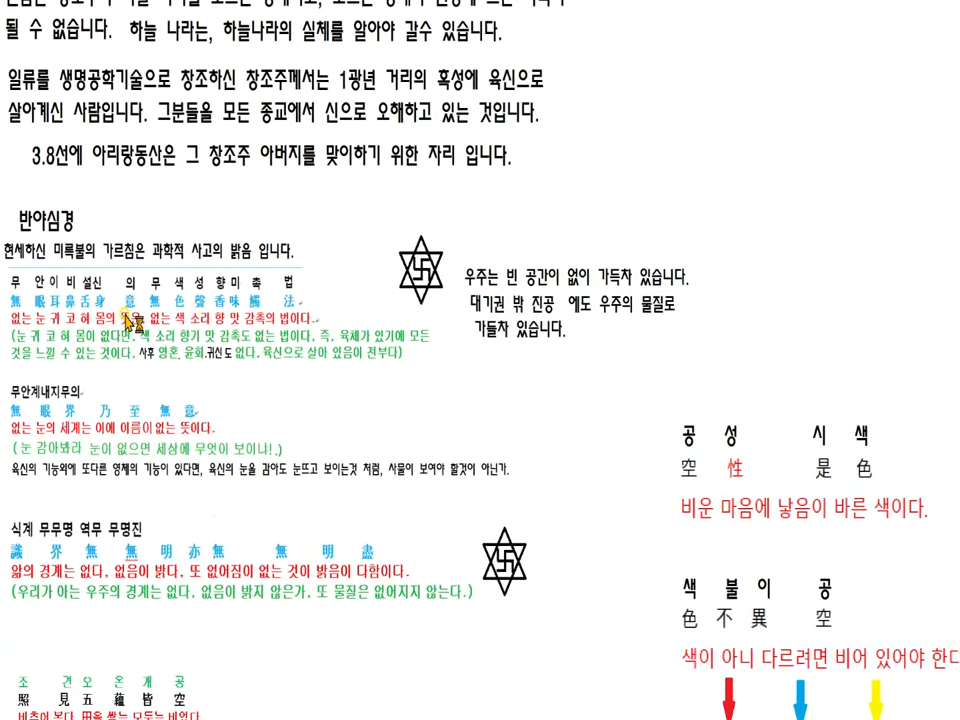 될 수 없습니다. 하늘 나라는, 하늘나라의 실체를 알아야 갈수 있습니다.
일류를 생명공학기술으로 창조하신 창조주께서는 1광년 거리의 혹성에 육신으로
살아계신 사람입니다. 그분들을 모든 종교에서 신으로 오해하고 있는 것입니다.
3.8선에 아리랑동산은 그 창조주 아버지를 맞이하기 위한 자리 입니다.
반야심경
현세하신 미륵불의 가르침은 과학적 사고의 밝음 입니다.
무 안이비설신 의 무 색성향미촉 법
無 眼耳鼻舌身 意 無 色聲香味觸 法
없는 눈 귀 코 혀 몸의 없는 색 소리 향 맛 감촉의 법이다.
(눈 귀 코 혀 몸이 없다면, 색 소리 향기 맛 감촉도 없는 법이다, 즉, 육체가 있기에 모든
것을 느낄 수 있는 것이다. 사후 영혼, 윤회,귀신도 없다. 육신으로 살아 있음이 전부다)
우주는 빈 공간이 없이 가득차 있습니다.
대기권 밖 진공 에도 우주의 물질로
가들차 있습니다.
무안계내지무의
無 眼 界 乃 至 無 意
없는 눈의 세계는 이에 이름이 없는 뜻이다.
( 눈 감아봐라 눈이 없으면 세상에 무엇이 보이냐!,)
육신의 기능외에 또다른 영체의 기능이 있다면, 육신의 눈을 감아도 눈뜨고 보이는것 처럼, 사물이 보여야 할것이 아닌가.
식계 무무명 역무 무명진
識 界 無 無 明 亦 無 無 明 盡
앎의 경계는 없다, 없음이 밝다, 또 없어짐이 없는 것이 밝음이 다함이다.
(우리가 아는 우주의 경계는 없다, 없음이 밝지 않은가, 또 물질은 없어지지 않는다.)
조 견 오 온 개 공
照 見 五 蘊 皆 空
공 성 시 색
空 性 是 色
비운 마음에 낳음이 바른 색이다.
색 불 이 공
色 不 異 空
색이 아니 다르려면 비어 있어야 한다